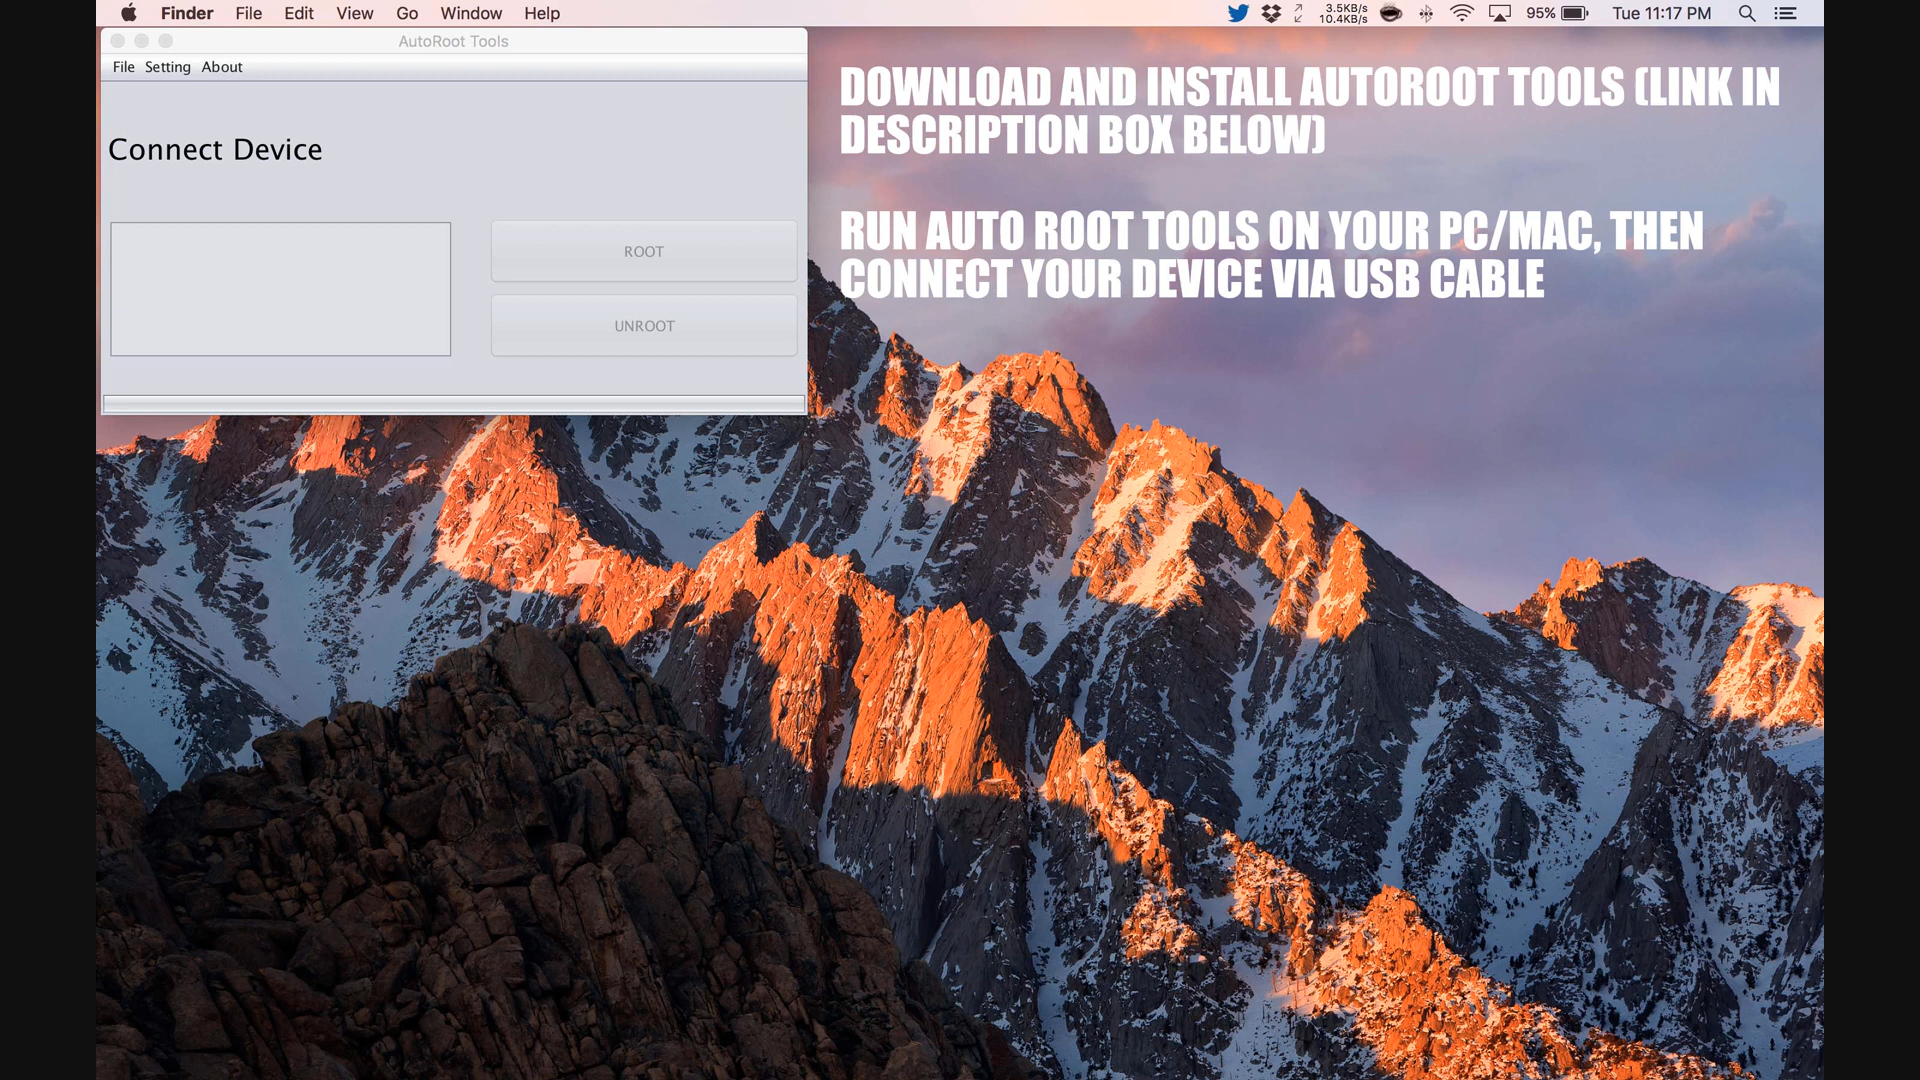 Finder File Edit View Go Window Help 3.5KB/s 10.4KB/s 95% Tue 11:17 PM
AutoRoot Tools
File Setting About
Connect Device
ROOT
UNROOT
DOWNLOAD AND INSTALL AUTOROOT TOOLS (LINK IN
DESCRIPTION BOX BELOW)
RUN AUTO ROOT TOOLS ON YOUR PC/MAC, THEN
CONNECT YOUR DEVICE VIA USB CABLE